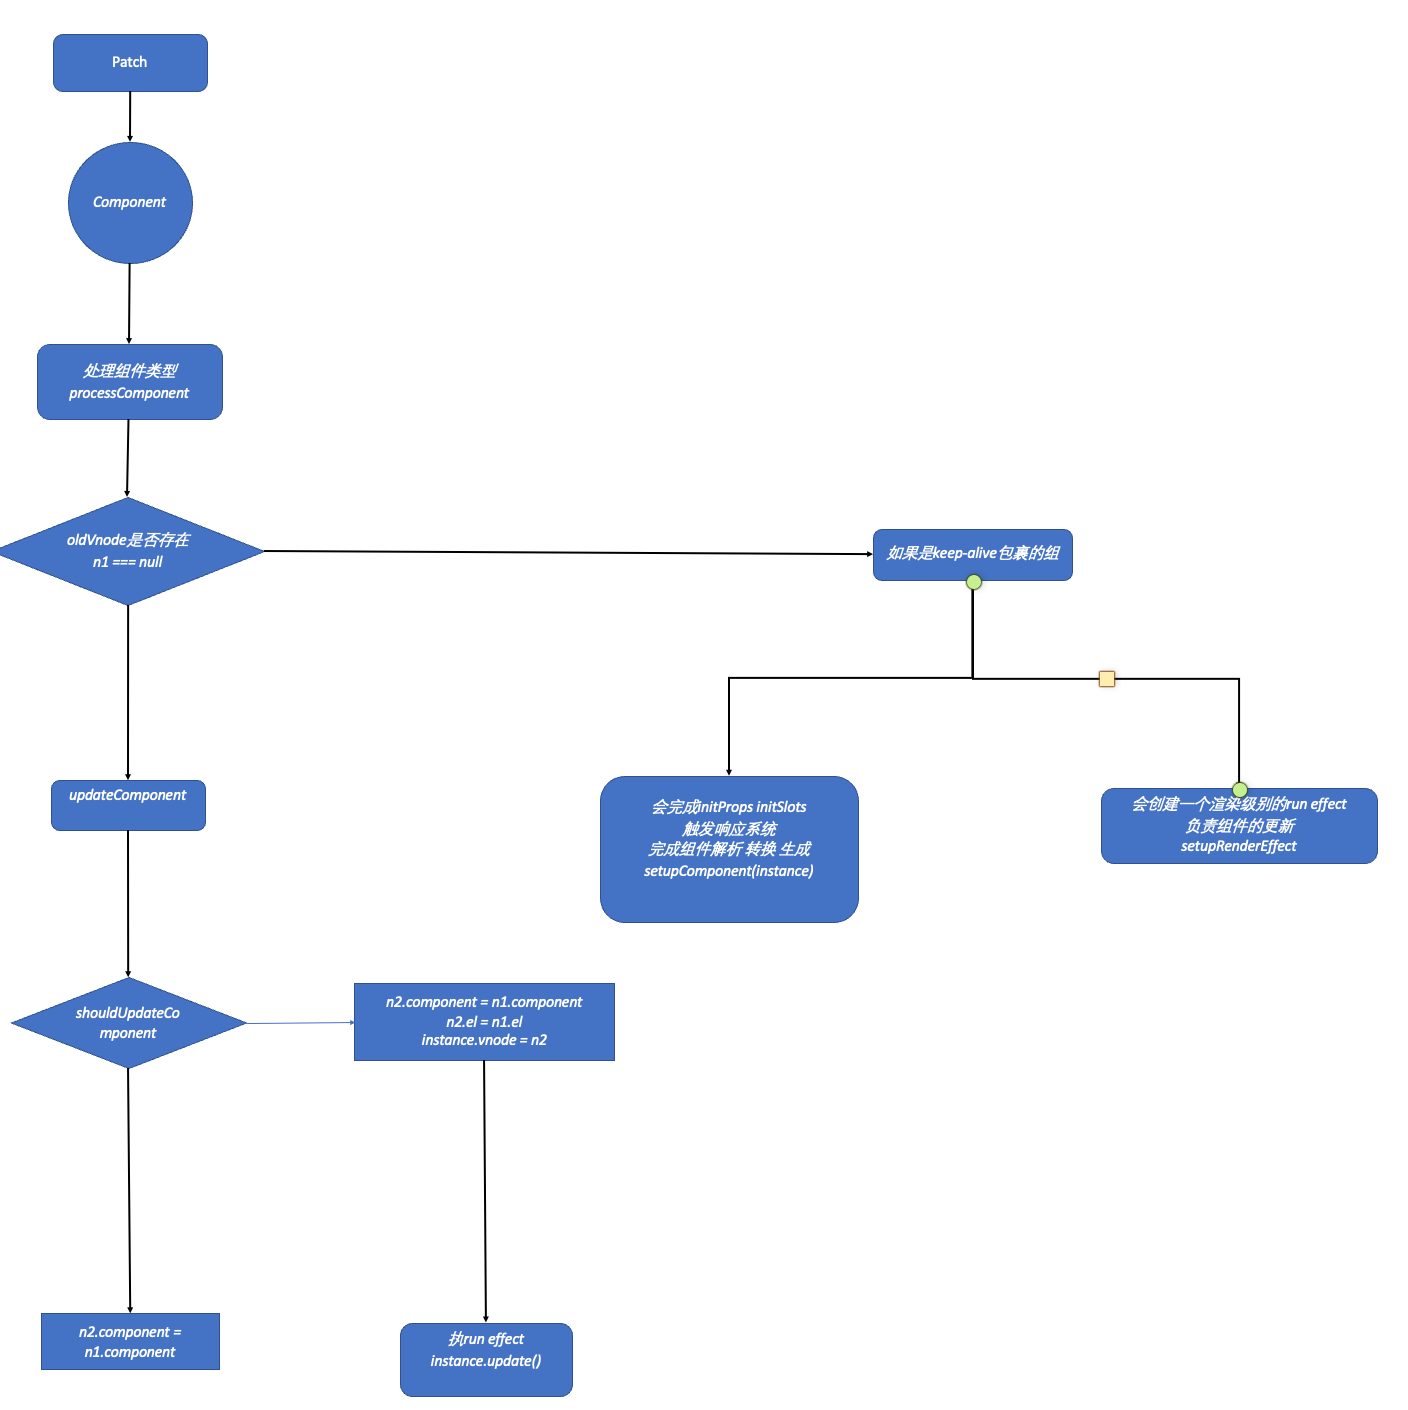 Patch
Component
处理组件类型
processComponent
oldVnode是否存在
n1 === null
如果是keep-alive包裹的组
updateComponent
会完成initProps initSlots
触发响应系统
完成组件解析 转换 生成
setupComponent(instance)
会创建一个渲染级别的run effect
负责组件的更新
setupRenderEffect
shouldUpdateCo
mponent
n2.component = n1.component
n2.el = n1.el
instance.vnode = n2
n2.component =
n1.component
执run effect
instance.update()